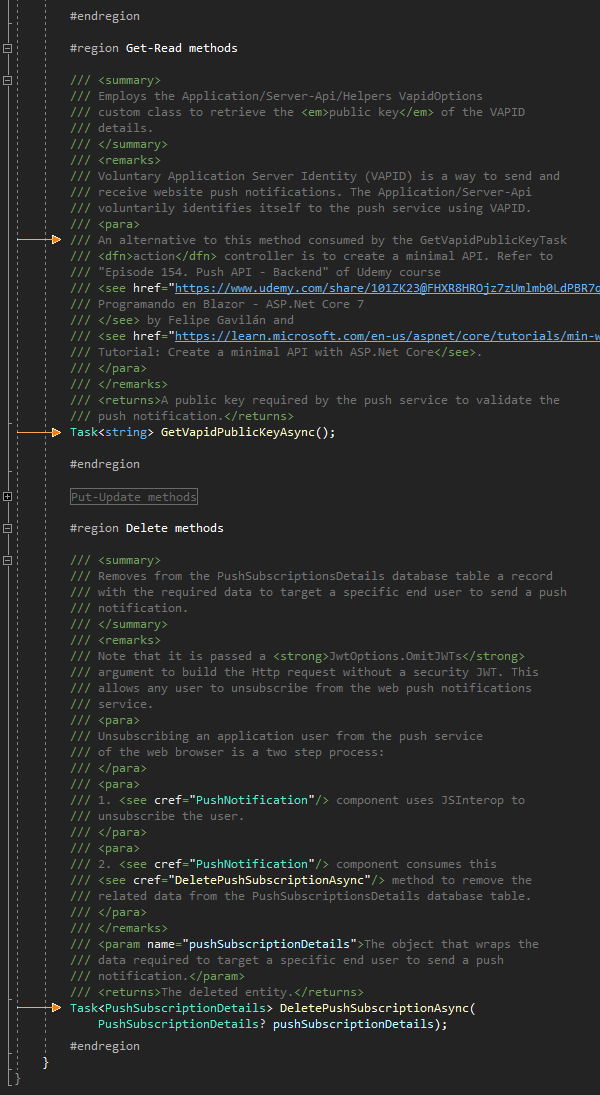 #endregion
#region Get-Read methods
/// <summary>
/// Employs the Application/Server-Api/Helpers VapidOptions
/// custom class to retrieve the <em>public key</em> of the VAPID
/// details.
/// </summary>
/// <remarks>
/// Voluntary Application Server Identity (VAPID) is a way to send and
/// receive website push notifications. The Application/Server-Api
/// voluntarily identifies itself to the push service using VAPID.
/// <para>
/// An alternative to this method consumed by the GetVapidPublicKeyTask
/// <dfn>action</dfn> controller is to create a minimal API. Refer to
/// "Episode 154. Push API - Backend" of Udemy course
/// <see href="https://www.udemy.com/share/101ZK23@FHXR8HROjz7zUmlmb0LdPBR7
/// Programando en Blazor - ASP.Net Core 7
/// </see> by Felipe Gavilán and
/// <see href="https://learn.microsoft.com/en-us/aspnet/core/tutorials/min-w
/// Tutorial: Create a minimal API with ASP.Net Core</see>.
/// </para>
/// </remarks>
/// <returns>A public key required by the push service to validate the
/// push notification.</returns>
Task<string> GetVapidPublicKeyAsync();
#endregion
Put-Update methods
#region Delete methods
/// <summary>
/// Removes from the PushSubscriptionsDetails database table a record
/// with the required data to target a specific end user to send a push
/// notification.
/// </summary>
/// <remarks>
/// Note that it is passed a <strong>JwtOptions.OmitJWTs</strong>
/// argument to build the Http request without a security JWT. This
/// allows any user to unsubscribe from the web push notifications
/// service.
/// <para>
/// Unsubscribing an application user from the push service
/// of the web browser is a two step process:
/// </para>
/// <para>
/// 1. <see cref="PushNotification"/> component uses JSInterop to
/// unsubscribe the user.
/// </para>
/// <para>
/// 2. <see cref="PushNotification"/> component consumes this
/// <see cref="DeletePushSubscriptionAsync"/> method to remove the
/// related data from the PushSubscriptionsDetails database table.
/// </para>
/// </remarks>
/// <param name="pushSubscriptionDetails">The object that wraps the
/// data required to target a specific end user to send a push
/// notification.</param>
/// <returns>The deleted entity.</returns>
Task<PushSubscriptionDetails> DeletePushSubscriptionAsync(
PushSubscriptionDetails? pushSubscriptionDetails);
#endregion
}
}